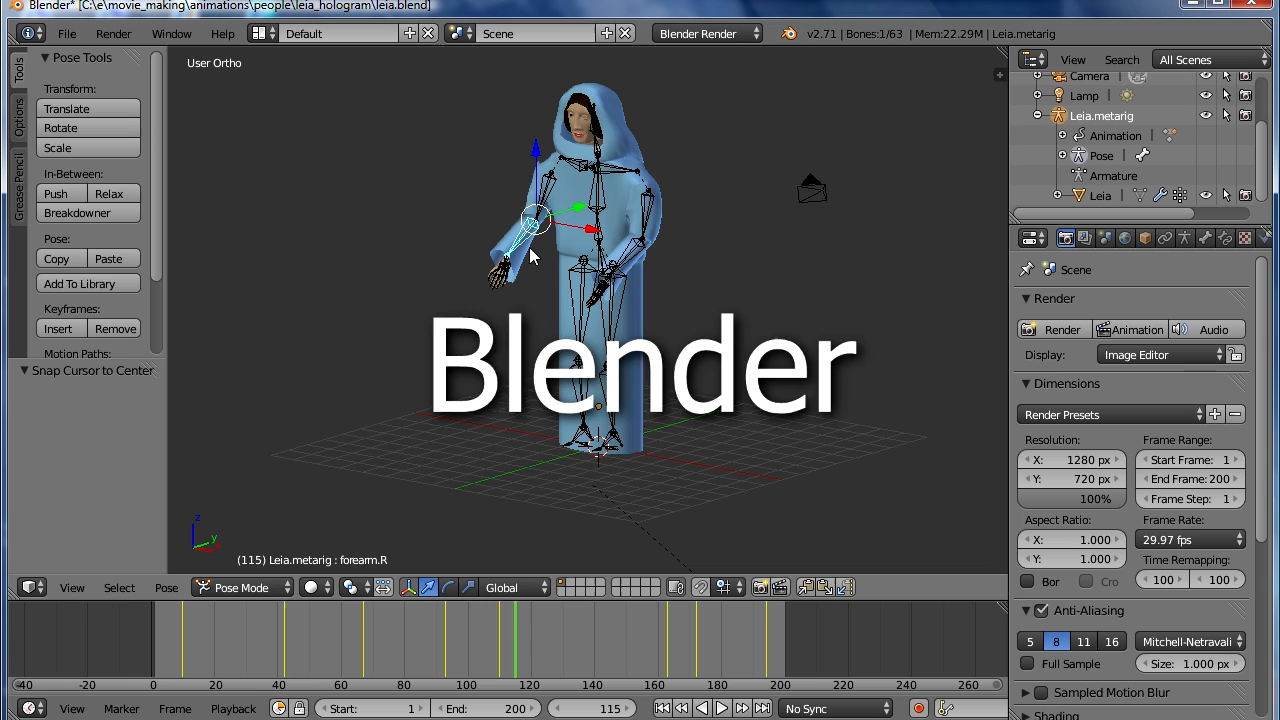 Blender* [C:\e\movie_making\animations\people\leia_hologram\leia.blend]
File Render Window Help Default Scene Blender Render v2.71 | Bones:1/63 | Mem:22.29M | Leia.metarig
Tools
Options
Grease Pencil
Pose Tools
Transform:
Translate
Rotate
Scale
In-Between:
Push Relax
Breakdowner
Pose:
Copy Paste
Add To Library
Keyframes:
Insert Remove
Motion Paths:
Snap Cursor to Center
User Ortho
Blender
z
y
(115) Leia.metarig : forearm.R
View Select Pose Pose Mode Global
View Search All Scenes
Camera
Lamp
Leia.metarig
Animation
Pose
Armature
Leia
Scene
Render
Render Animation Audio
Display: Image Editor
Dimensions
Render Presets
Resolution: Frame Range:
X: 1280 px Start Frame: 1
Y: 720 px End Frame: 200
100% Frame Step: 1
Aspect Ratio: Frame Rate:
X: 1.000 29.97 fps
Y: 1.000 Time Remapping:
Bor Cro 100 100
Anti-Aliasing
5 8 11 16 Mitchell-Netravali
Full Sample Size: 1.000 px
Sampled Motion Blur
Shading
-40 -20 0 20 40 60 80 100 120 140 160 180 200 220 240 260
View Marker Frame Playback Start: 1 End: 200 115 No Sync